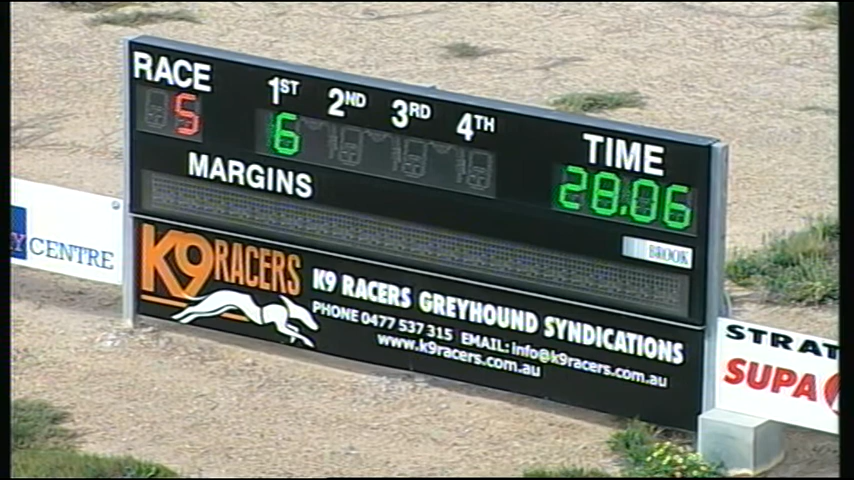 RACE 1ST 2ND 3RD 4TH TIME
5 6 28.06
MARGINS
BROOK
Y CENTRE
K9 RACERS
K9 RACERS GREYHOUND SYNDICATIONS
PHONE 0477 537 315 EMAIL: info@k9racers.com.au
www.k9racers.com.au
STRAT
SUPA